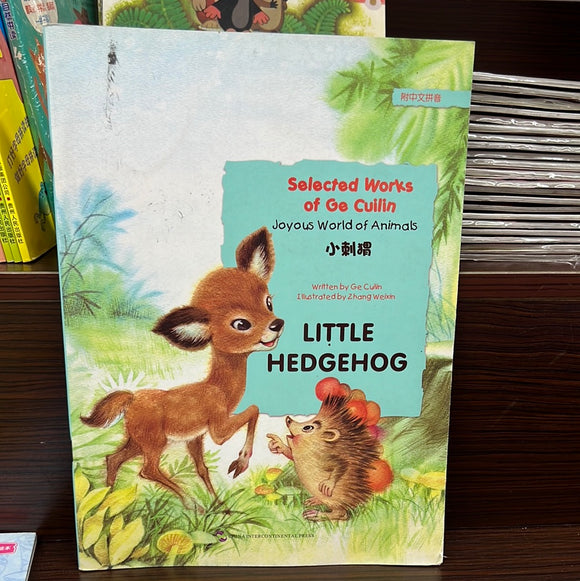 附中文拼音
Selected Works
of Ge Cuilin
Joyous World of Animals
小刺猬
Written by Ge Cuilin
Illustrated by Zhang Weixin
LITTLE
HEDGEHOG
CHINA INTERCONTINENTAL PRESS